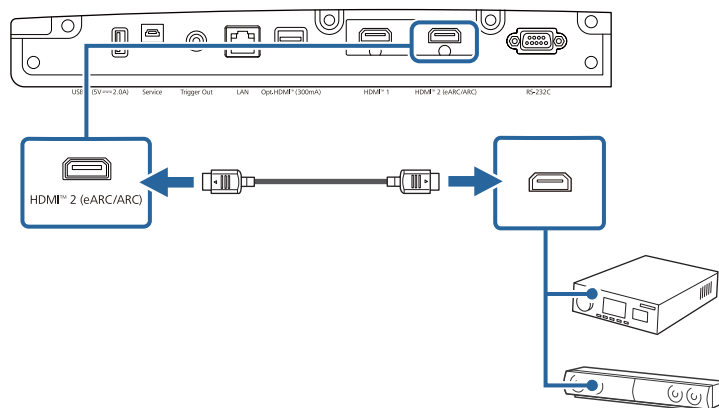 USB-A (5V⎓2.0A) Service Trigger Out LAN Opt.HDMI™ (300mA) HDMI™ 1 HDMI™ 2 (eARC/ARC) RS-232C
HDMI™ 2 (eARC/ARC)